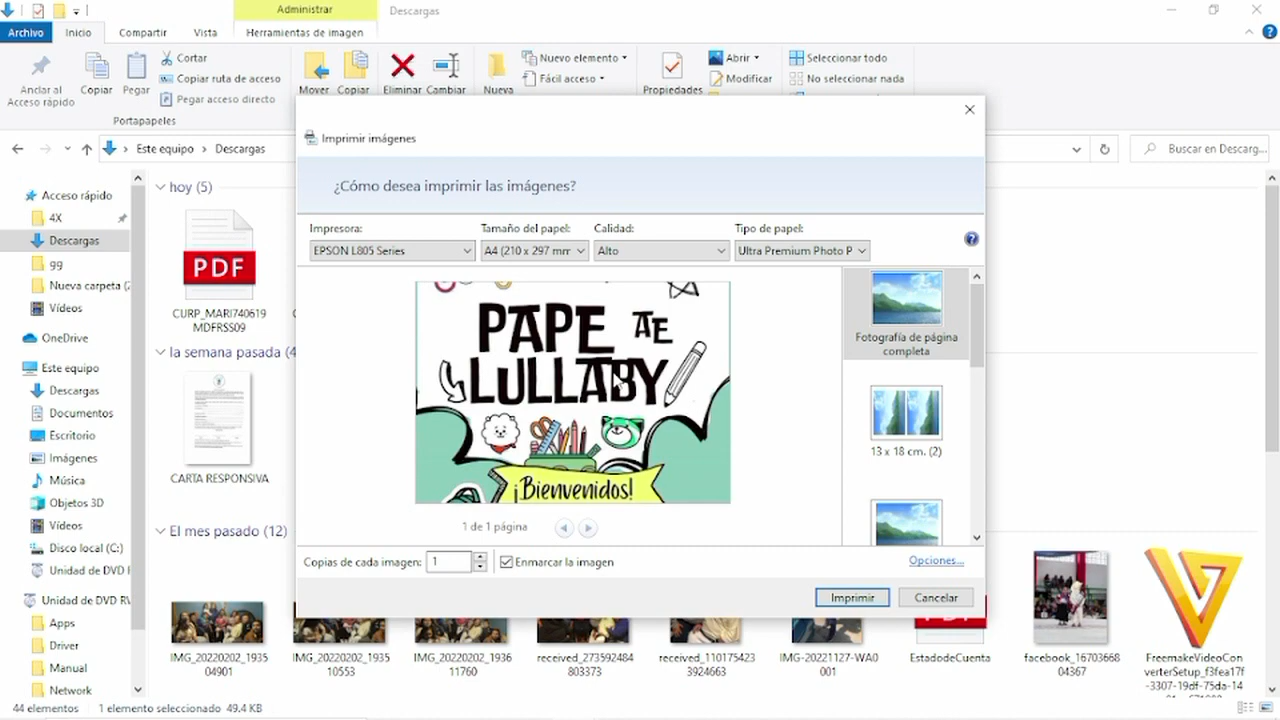 Administrar
Descargas
Archivo
Inicio
Compartir
Vista
Herramientas de imagen
Anclar al
Acceso rápido
Copiar
Pegar
Cortar
Copiar ruta de acceso
Pegar acceso directo
Mover
Copiar
Eliminar
Cambiar
Nueva
Nuevo elemento
Fácil acceso
Propiedades
Abrir
Modificar
Seleccionar todo
No seleccionar nada
Portapapeles
Este equipo > Descargas
Buscar en Descarg...
Acceso rápido
4X
Descargas
gg
Nueva carpeta (2
Vídeos
OneDrive
Este equipo
Descargas
Documentos
Escritorio
Imágenes
Música
Objetos 3D
Vídeos
Disco local (C:)
Unidad de DVD R
Unidad de DVD RV
Apps
Driver
Manual
Network
hoy (5)
PDF
CURP_MARI740619
MDFRSS09
la semana pasada (4
CARTA RESPONSIVA
El mes pasado (12)
Imprimir imágenes
¿Cómo desea imprimir las imágenes?
Impresora:
Tamaño del papel:
Calidad:
Tipo de papel:
EPSON L805 Series
A4 (210 x 297 mm
Alto
Ultra Premium Photo P
PAPE AE
LULLABY
¡Bienvenidos!
Fotografía de página
completa
13 x 18 cm. (2)
1 de 1 página
Copias de cada imagen:
1
Enmarcar la imagen
Opciones...
Imprimir
Cancelar
IMG_20220202_1935
04901
IMG_20220202_1935
10553
IMG_20220202_1936
11760
received_273592484
803373
received_110175423
3924663
IMG-20221127-WA0
001
EstadodeCuenta
facebook_16703668
04367
FreemakeVideoCon
verterSetup_f3fea17f
-3307-19df-75da-14
44 elementos
1 elemento seleccionado 49.4 KB